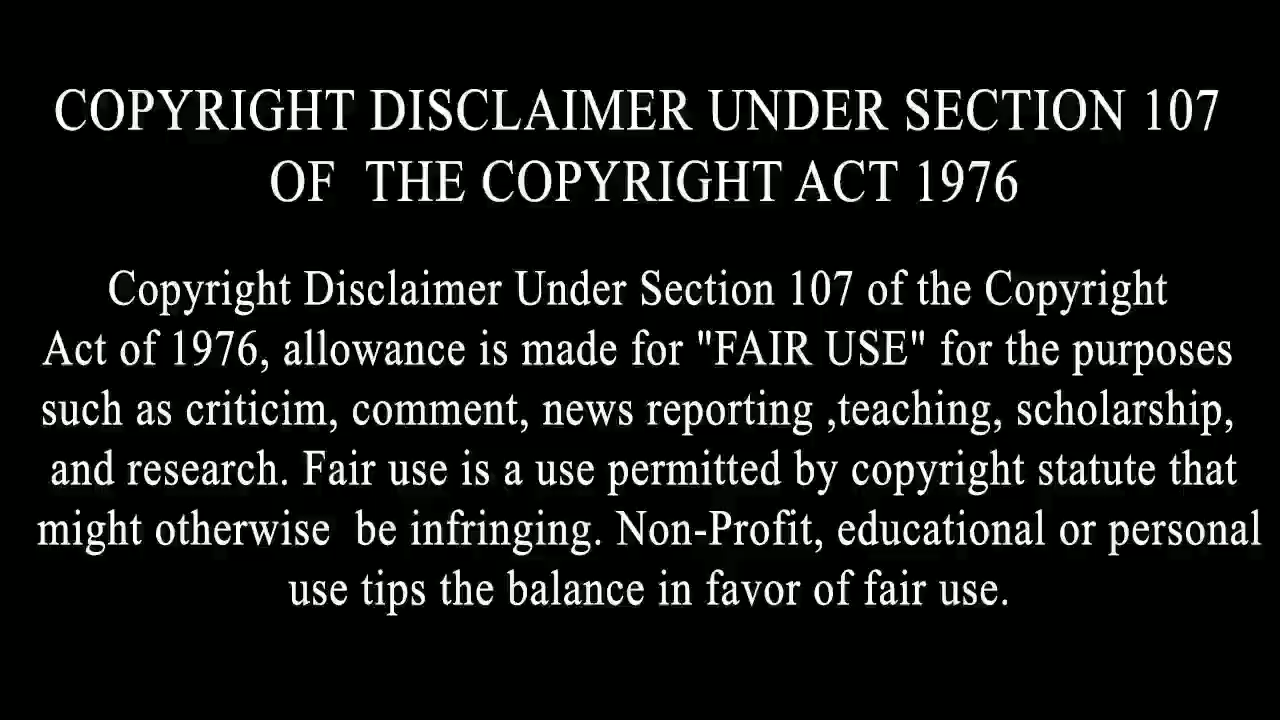 COPYRIGHT DISCLAIMER UNDER SECTION 107
OF THE COPYRIGHT ACT 1976
Copyright Disclaimer Under Section 107 of the Copyright
Act of 1976, allowance is made for "FAIR USE" for the purposes
such as criticim, comment, news reporting ,teaching, scholarship,
and research. Fair use is a use permitted by copyright statute that
might otherwise be infringing. Non-Profit, educational or personal
use tips the balance in favor of fair use.